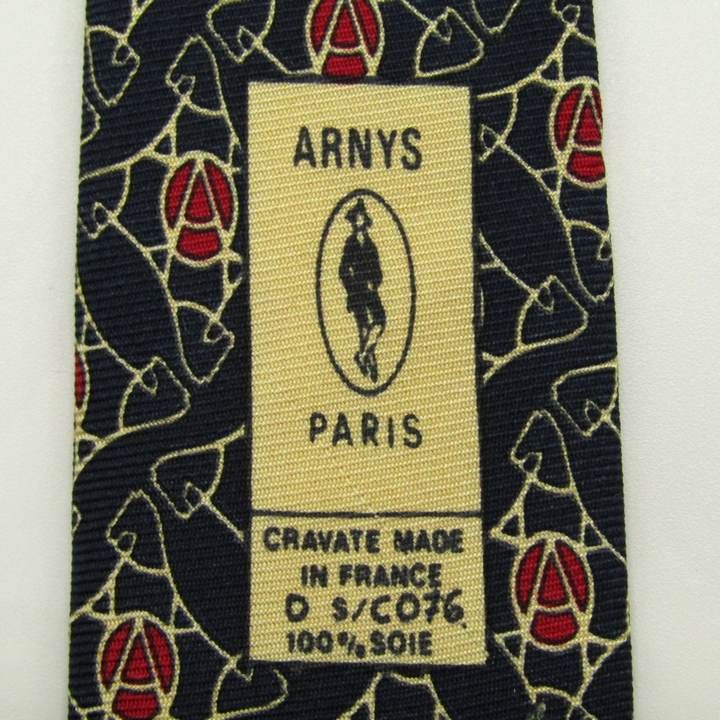 ARNYS
PARIS
CRAVATE MADE
IN FRANCE
D S/C076
100% SOIE